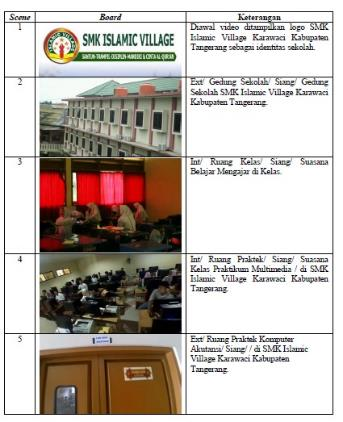 Scene Board Keterangan
1
SMK ISLAMIC VILLAGE
SANTUN-TRAMPIL DISIPLIN-MANDIRI & CINTA AL QUR'AN
Diawal video ditampilkan logo SMK
Islamic Village Karawaci Kabupaten
Tangerang sebagai identitas sekolah.
2
Ext/ Gedung Sekolah/ Siang/ Gedung
Sekolah SMK Islamic Village Karawaci
Kabupaten Tangerang.
3
Int/ Ruang Kelas/ Siang/ Suasana
Belajar Mengajar di Kelas.
4
Int/ Ruang Praktek/ Siang/ Suasana
Kelas Praktikum Multimedia / di SMK
Islamic Village Karawaci Kabupaten
Tangerang.
5
Ext/ Ruang Praktek Komputer
Akutansi/ Siang/ / di SMK Islamic
Village Karawaci Kabupaten
Tangerang.